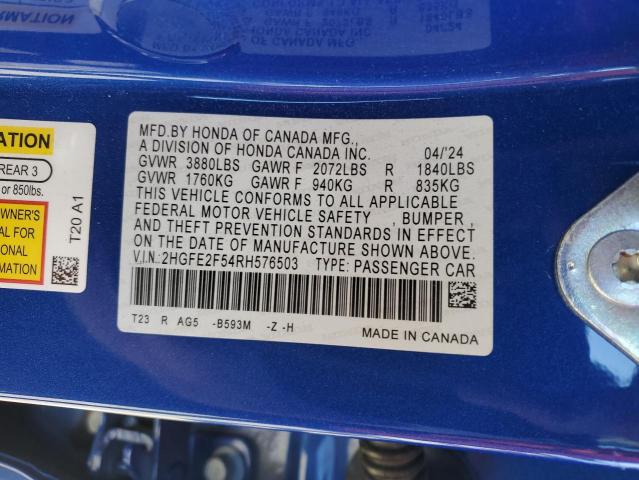 MFD.BY HONDA OF CANADA MFG.,
A DIVISION OF HONDA CANADA INC. 04/'24
GVWR 3880LBS GAWR F 2072LBS R 1840LBS
GVWR 1760KG GAWR F 940KG R 835KG
THIS VEHICLE CONFORMS TO ALL APPLICABLE
FEDERAL MOTOR VEHICLE SAFETY , BUMPER ,
AND THEFT PREVENTION STANDARDS IN EFFECT
ON THE DATE OF MANUFACTURE SHOWN ABOVE.
V.I.N.:2HGFE2F54RH576503 TYPE: PASSENGER CAR
T23 R AG5 -B593M -Z -H
MADE IN CANADA
REAR 3
or 850lbs.
OWNER'S
FOR
MATION
T20 A1